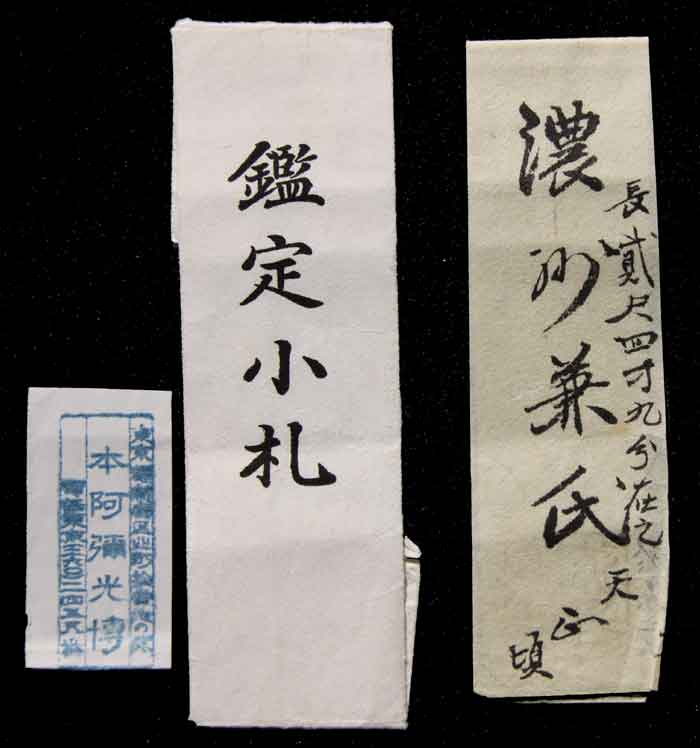 長貳尺四寸九分在之
濃州兼氏
天正頃
鑑定小札
本阿彌光博